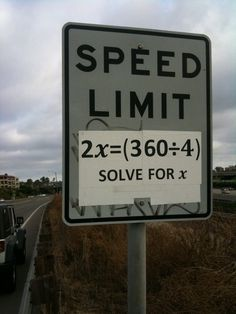 SPEED
LIMIT
2x=(360÷4)
SOLVE FOR x